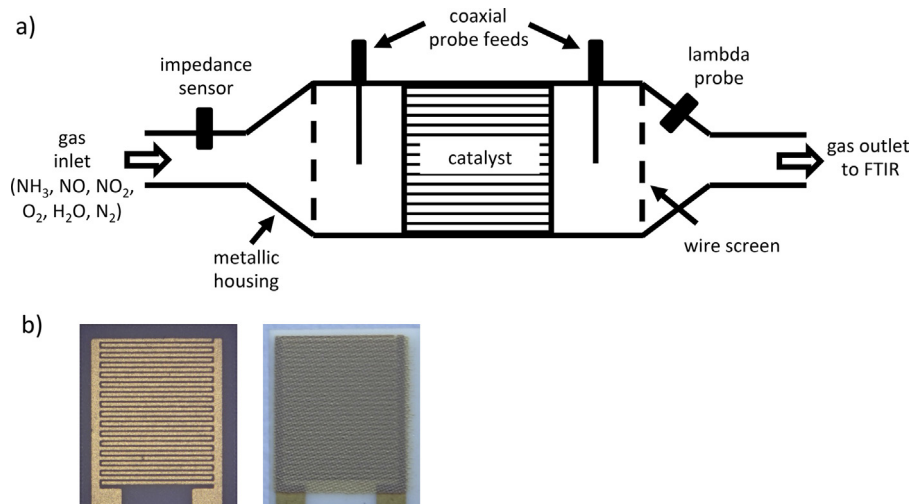 a)
coaxial
probe feeds
impedance
sensor
lambda
probe
gas
inlet
(NH₃, NO, NO₂,
O₂, H₂O, N₂)
catalyst
gas outlet
to FTIR
metallic
housing
wire screen
b)